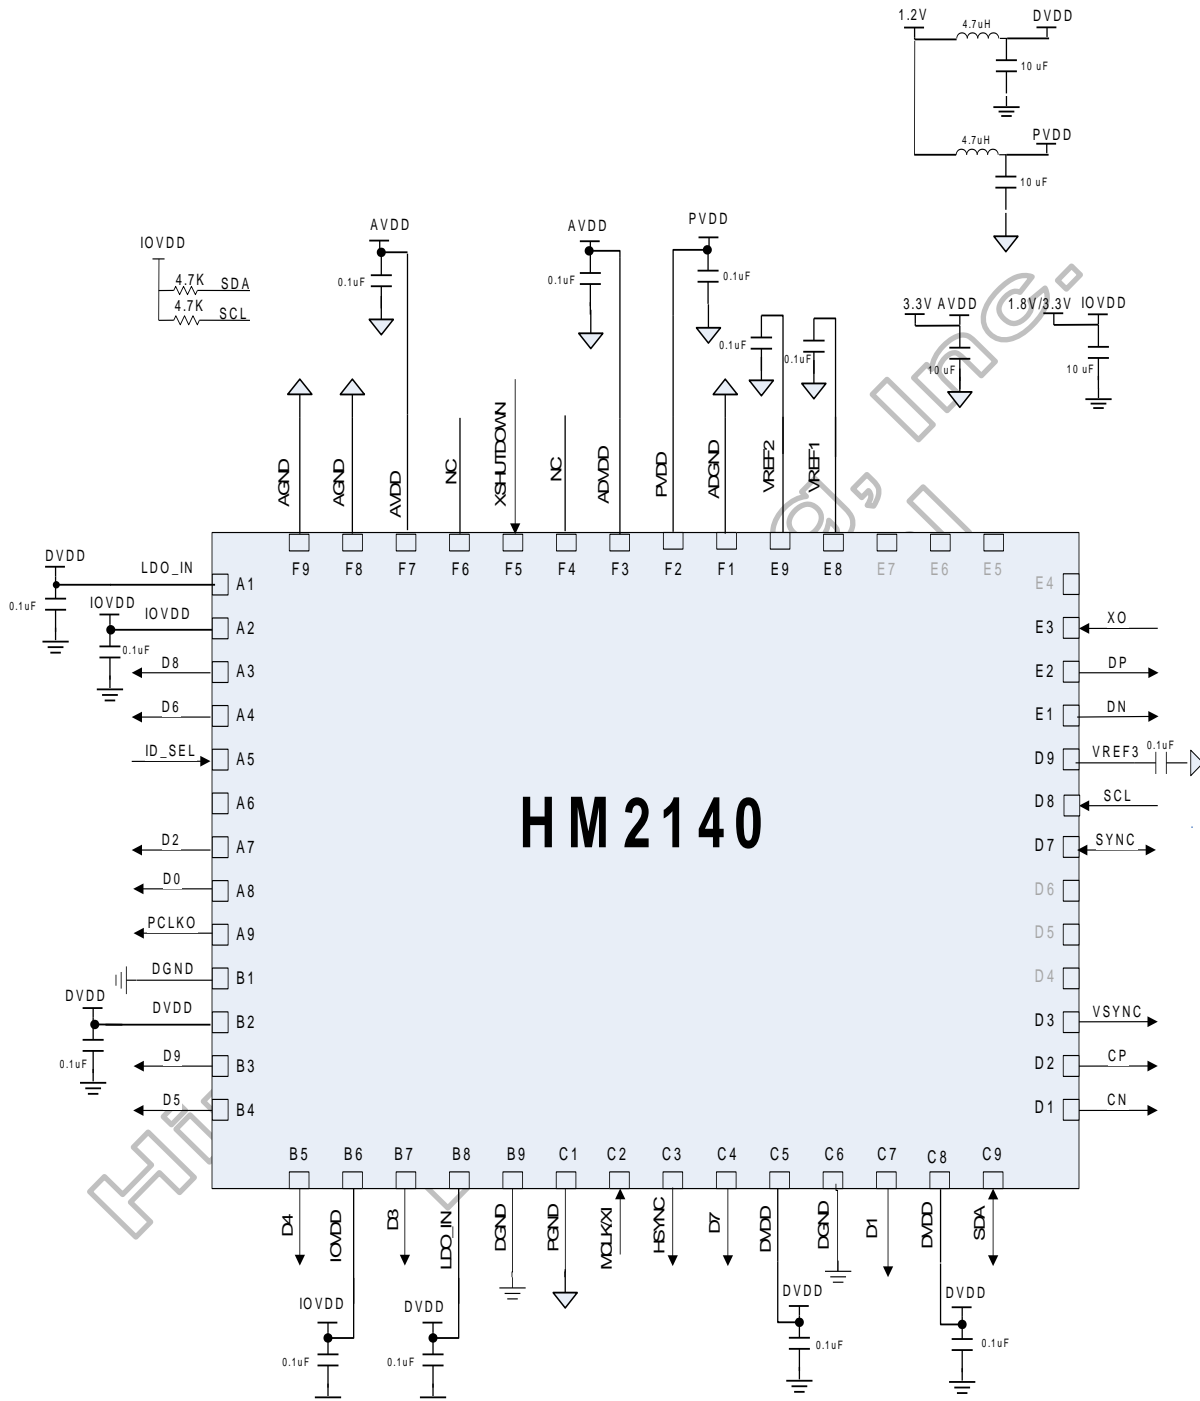 1.2V 4.7uH DVDD
10 uF
4.7uH PVDD
10 uF
IOVDD
4.7K SDA
4.7K SCL
AVDD
0.1uF
AVDD
0.1uF
PVDD
0.1uF
0.1uF
0.1uF
3.3V AVDD
10 uF
1.8V/3.3V IOVDD
10 uF
g, Inc.
AGND
AGND
AVDD
NC
XSHUTDOWN
NC
ADVDD
PVDD
ADGND
VREF2
VREF1
F9 F8 F7 F6 F5 F4 F3 F2 F1 E9 E8 E7 E6 E5
DVDD
LDO_IN A1
0.1uF
IOVDD
IOVDD A2
0.1uF
D8 A3
D6 A4
ID_SEL A5
A6
D2 A7
D0 A8
PCLKO A9
DGND B1
DVDD
DVDD B2
0.1uF
D9 B3
D5 B4
HM2140
E4
E3 XO
E2 DP
E1 DN
D9 VREF3 0.1uF
D8 SCL
D7 SYNC
D6
D5
D4
D3 VSYNC
D2 CP
D1 CN
B5 B6 B7 B8 B9 C1 C2 C3 C4 C5 C6 C7 C8 C9
D4
IOVDD
D3
LDO_IN
DGND
PGND
MCLK/XI
HSYNC
D7
DVDD
DGND
D1
DVDD
SDA
IOVDD
0.1uF
DVDD
0.1uF
DVDD
0.1uF
DVDD
0.1uF